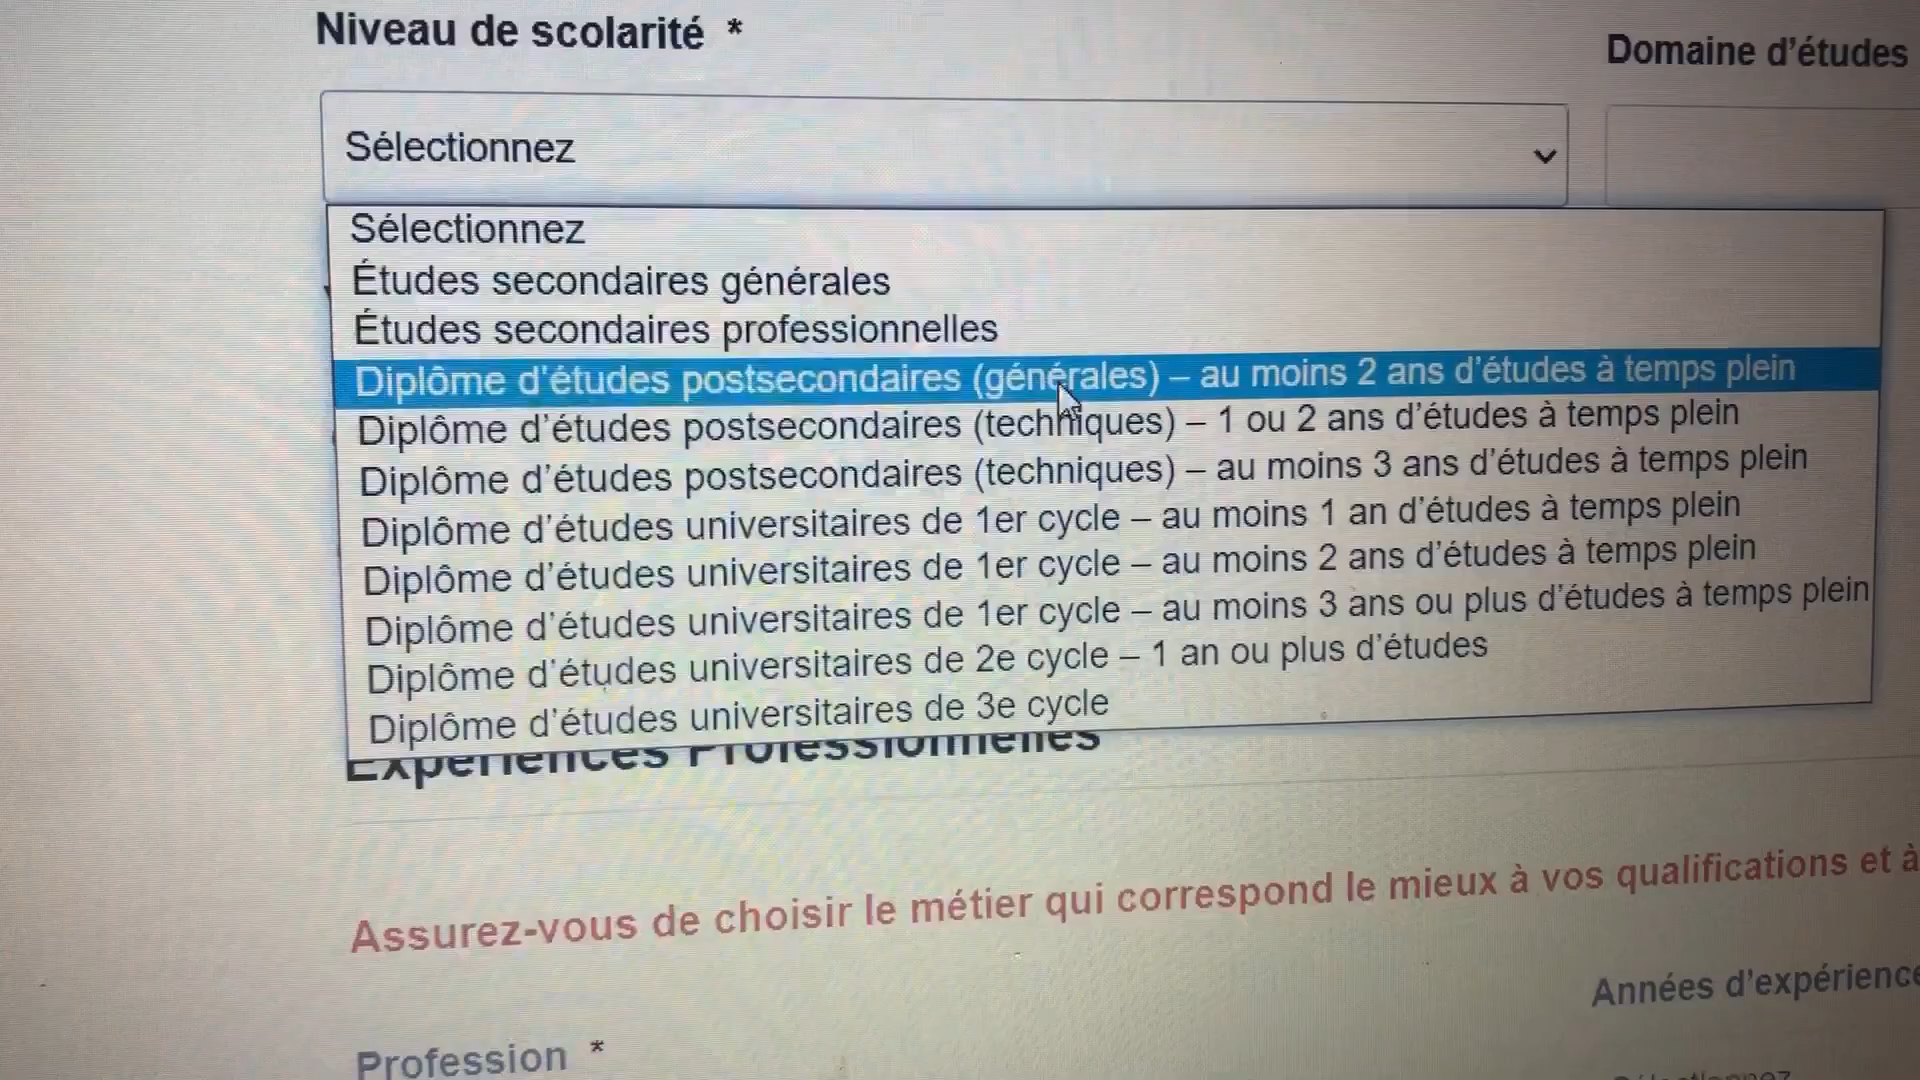 Niveau de scolarité *
Domaine d'études
Sélectionnez
Sélectionnez
Études secondaires générales
Études secondaires professionnelles
Diplôme d'études postsecondaires (générales) – au moins 2 ans d'études à temps plein
Diplôme d'études postsecondaires (techniques) – 1 ou 2 ans d'études à temps plein
Diplôme d'études postsecondaires (techniques) – au moins 3 ans d'études à temps plein
Diplôme d'études universitaires de 1er cycle – au moins 1 an d'études à temps plein
Diplôme d'études universitaires de 1er cycle – au moins 2 ans d'études à temps plein
Diplôme d'études universitaires de 1er cycle – au moins 3 ans ou plus d'études à temps plein
Diplôme d'études universitaires de 2e cycle – 1 an ou plus d'études
Diplôme d'études universitaires de 3e cycle
Expériences Professionnelles
Assurez-vous de choisir le métier qui correspond le mieux à vos qualifications et à
Années d'expérience
Profession *